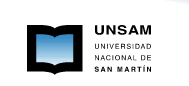 UNSAM
UNIVERSIDAD
NACIONAL DE
SAN MARTÍN